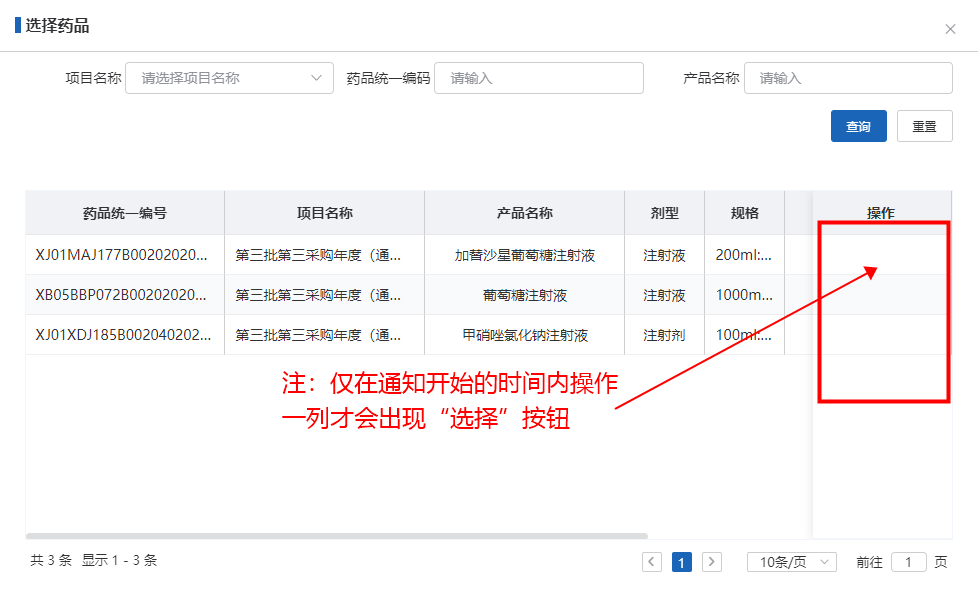 选择药品
项目名称 请选择项目名称 药品统一编码 请输入 产品名称 请输入
查询 重置
药品统一编号 项目名称 产品名称 剂型 规格 操作
XJ01MAJ177B00202020... 第三批第三采购年度（通... 加替沙星葡萄糖注射液 注射液 200ml:...
XB05BBP072B00202020... 第三批第三采购年度（通... 葡萄糖注射液 注射液 1000m...
XJ01XDJ185B002040202... 第三批第三采购年度（通... 甲硝唑氯化钠注射液 注射剂 100ml:...
注：仅在通知开始的时间内操作
一列才会出现“选择”按钮
共 3 条 显示 1 - 3 条 1 10条/页 前往 1 页